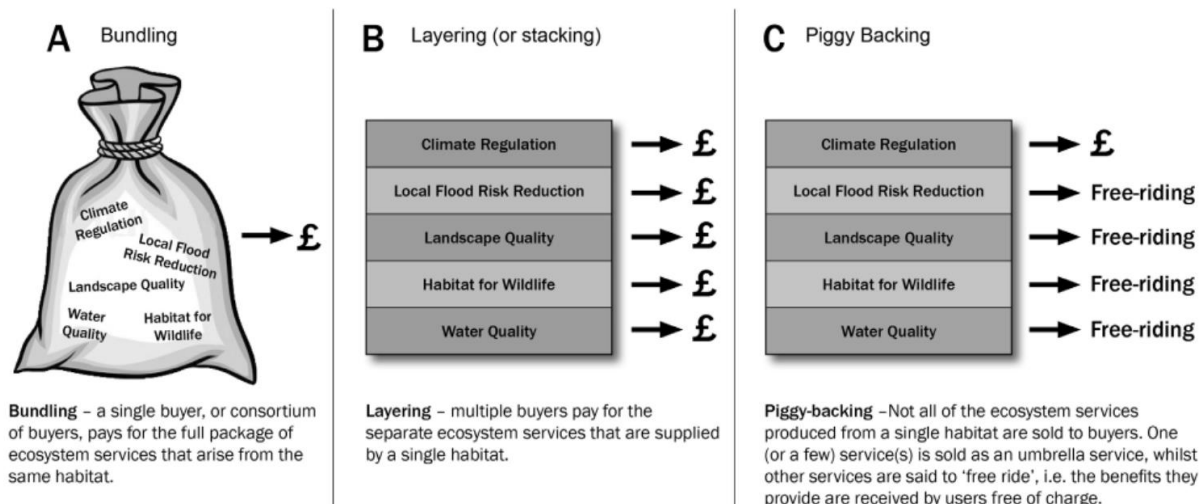 A Bundling
Climate
Regulation
Local Flood
Risk Reduction
Landscape Quality
Water
Quality
Habitat for
Wildlife
£
Bundling – a single buyer, or consortium
of buyers, pays for the full package of
ecosystem services that arise from the
same habitat.
B Layering (or stacking)
Climate Regulation £
Local Flood Risk Reduction £
Landscape Quality £
Habitat for Wildlife £
Water Quality £
Layering – multiple buyers pay for the
separate ecosystem services that are supplied
by a single habitat.
C Piggy Backing
Climate Regulation £
Local Flood Risk Reduction Free-riding
Landscape Quality Free-riding
Habitat for Wildlife Free-riding
Water Quality Free-riding
Piggy-backing –Not all of the ecosystem services
produced from a single habitat are sold to buyers. One
(or a few) service(s) is sold as an umbrella service, whilst
other services are said to ‘free ride’, i.e. the benefits they
provide are received by users free of charge.